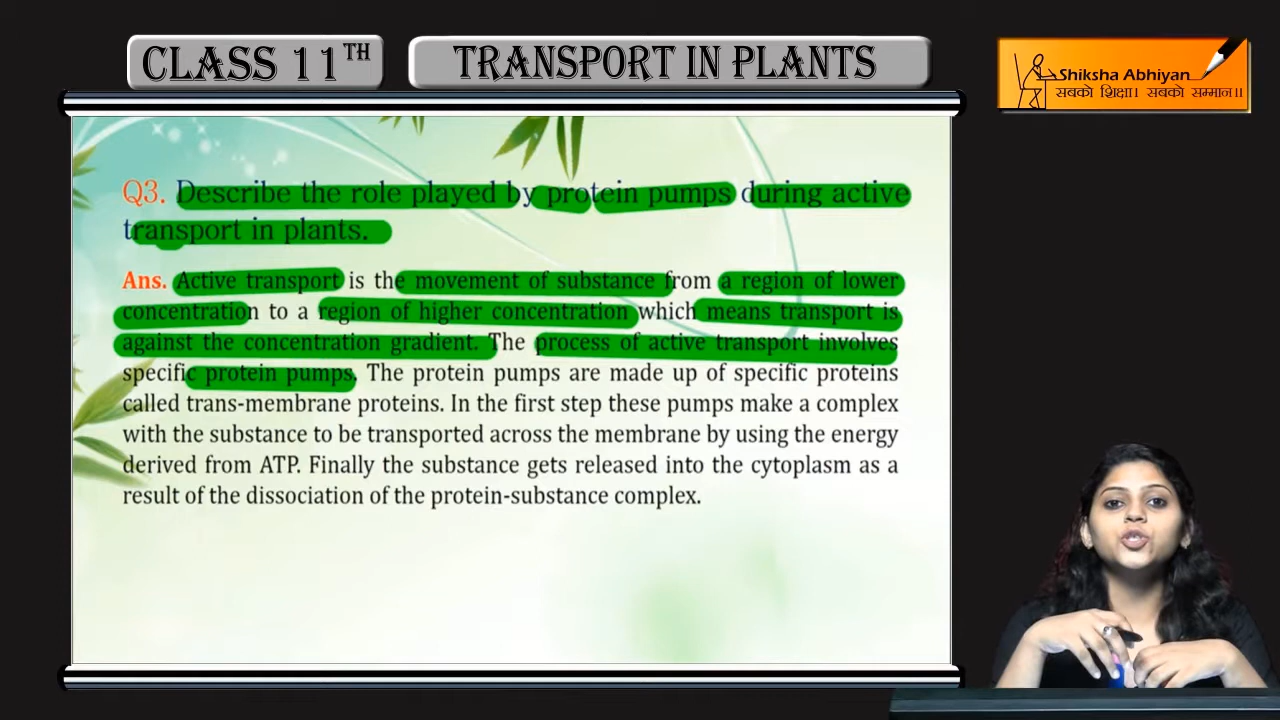 CLASS 11TH
TRANSPORT IN PLANTS
Shiksha Abhiyan
सबको शिक्षा। सबको सम्मान।।
Q3. Describe the role played by protein pumps during active
transport in plants.
Ans. Active transport is the movement of substance from a region of lower
concentration to a region of higher concentration which means transport is
against the concentration gradient. The process of active transport involves
specific protein pumps. The protein pumps are made up of specific proteins
called trans-membrane proteins. In the first step these pumps make a complex
with the substance to be transported across the membrane by using the energy
derived from ATP. Finally the substance gets released into the cytoplasm as a
result of the dissociation of the protein-substance complex.